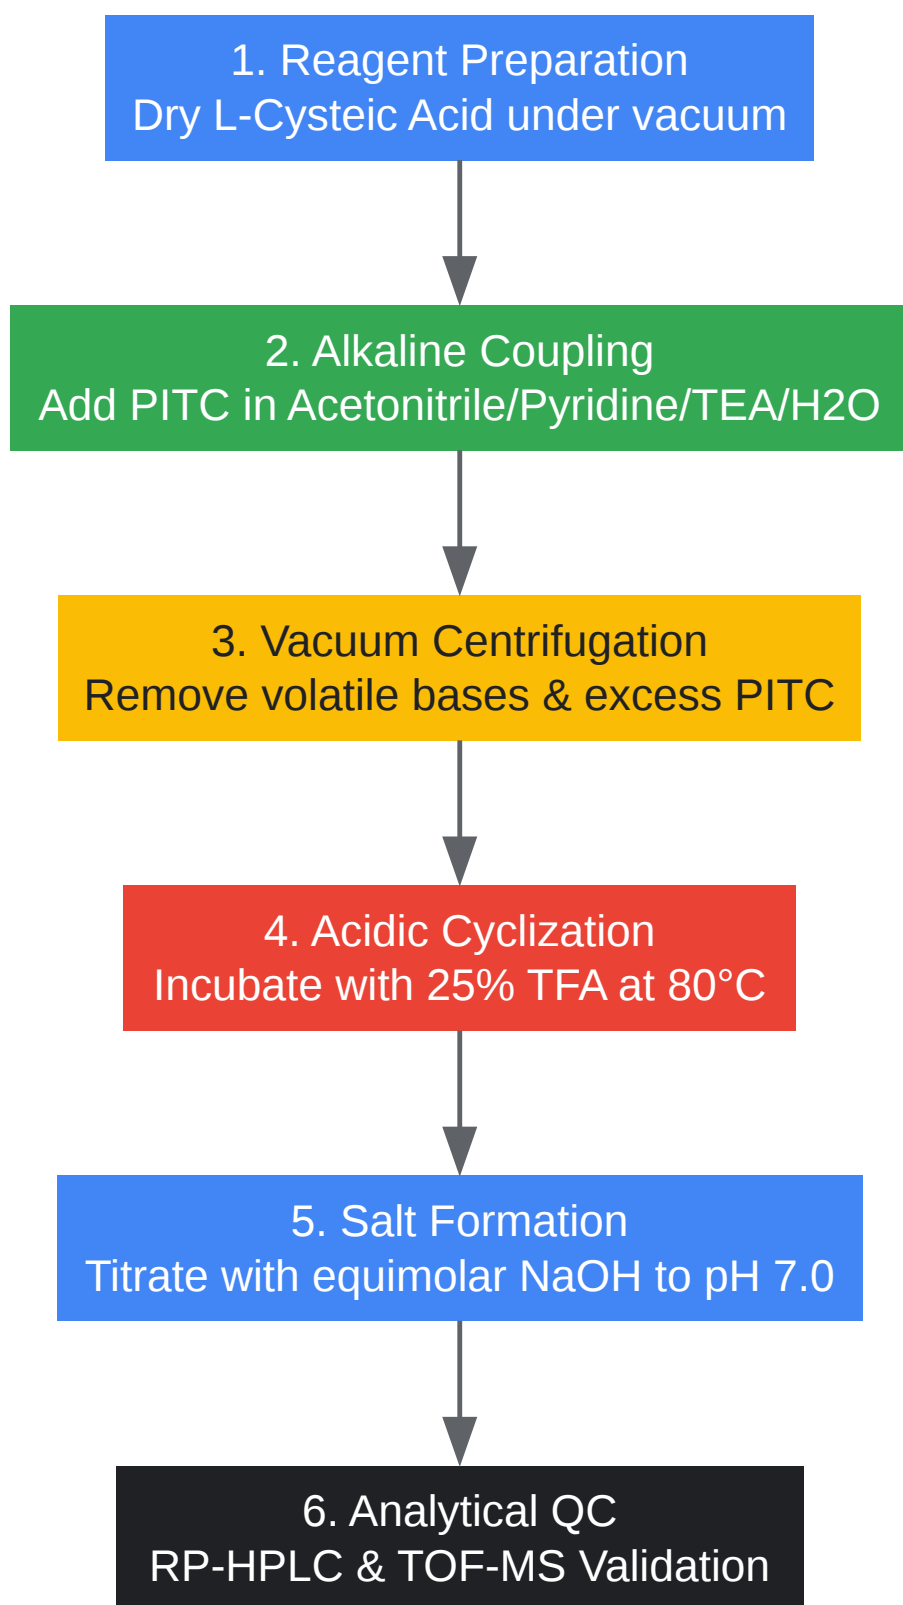 1. Reagent Preparation
Dry L-Cysteic Acid under vacuum
2. Alkaline Coupling
Add PITC in Acetonitrile/Pyridine/TEA/H2O
3. Vacuum Centrifugation
Remove volatile bases & excess PITC
4. Acidic Cyclization
Incubate with 25% TFA at 80°C
5. Salt Formation
Titrate with equimolar NaOH to pH 7.0
6. Analytical QC
RP-HPLC & TOF-MS Validation